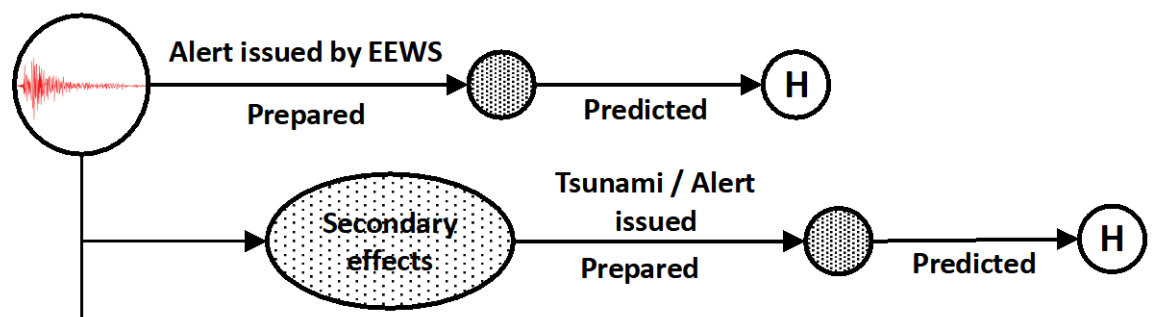 Alert issued by EEWS
Prepared
Predicted
H
Secondary
effects
Tsunami / Alert
issued
Prepared
Predicted
H